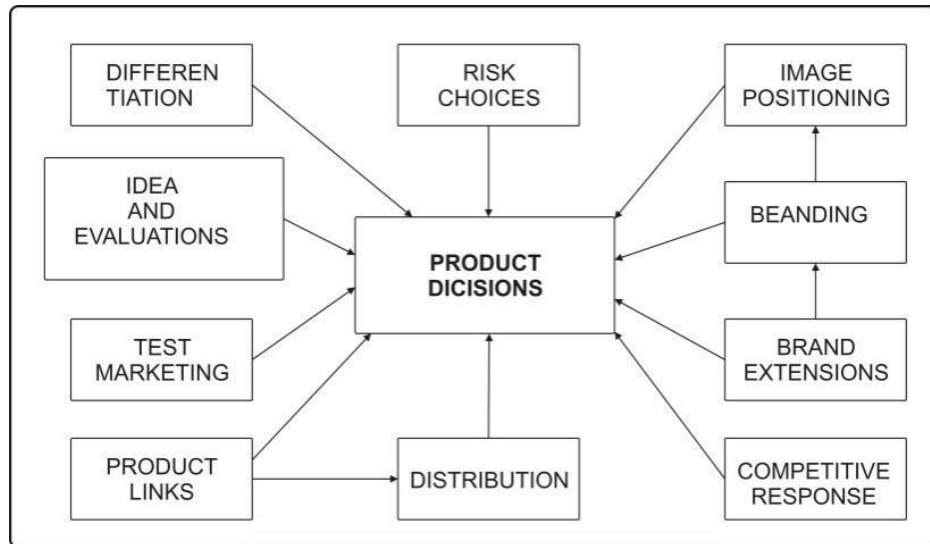 DIFFEREN
TIATION
RISK
CHOICES
IMAGE
POSITIONING
IDEA
AND
EVALUATIONS
BEANDING
PRODUCT
DICISIONS
TEST
MARKETING
BRAND
EXTENSIONS
PRODUCT
LINKS
DISTRIBUTION
COMPETITIVE
RESPONSE